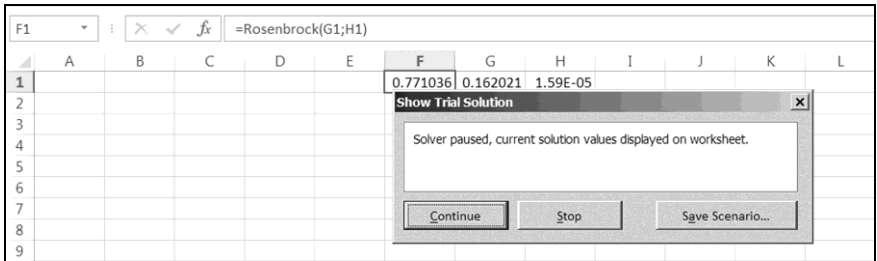 F1 fx =Rosenbrock(G1;H1)
A B C D E F G H I J K L
1 0.771036 0.162021 1.59E-05
2 Show Trial Solution x
3
4 Solver paused, current solution values displayed on worksheet.
5
6
7 Continue Stop Save Scenario...
8
9